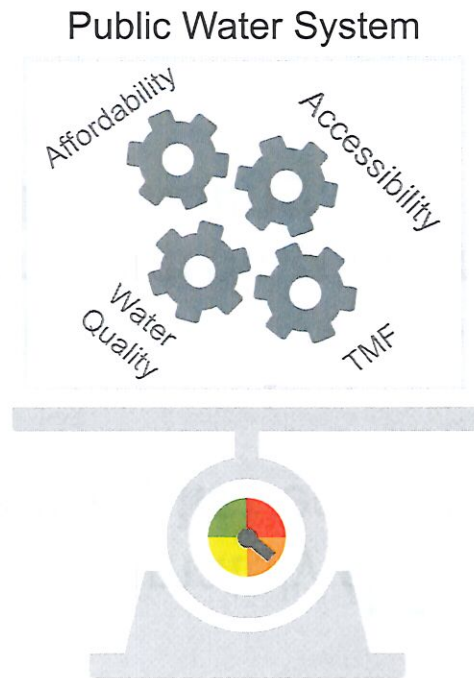 Public Water System
Affordability
Accessibility
Water
Quality
TMF